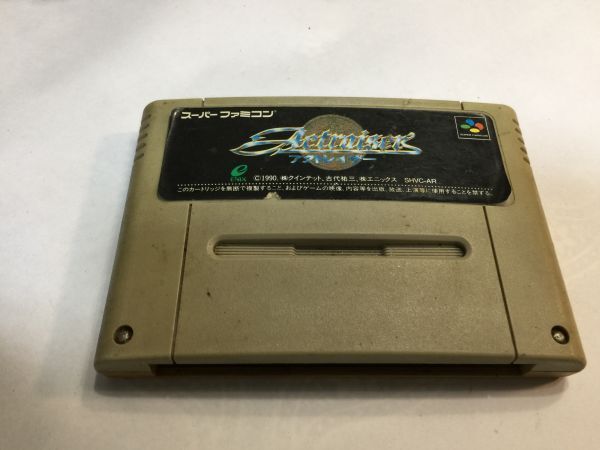 スーパーファミコン
Actraiser
アクトレイザー
SUPER FAMICOM
ENIX ©1990, ㈱クインテット, 古代祐三, ㈱エニックス SHVC-AR
このカートリッジを無断で複製すること、およびゲームの映像、内容等を出版、放送、上演等に使用することを禁ずる。